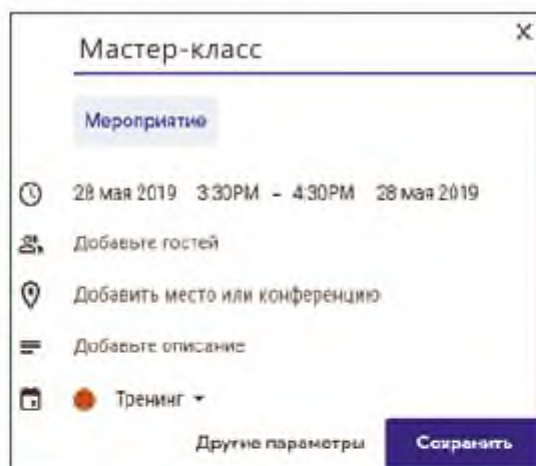 Мастер-класс
Мероприятие
28 мая 2019 3:30PM - 4:30PM 28 мая 2019
Добавьте гостей
Добавить место или конференцию
Добавьте описание
Тренинг
Другие параметры Сохранить